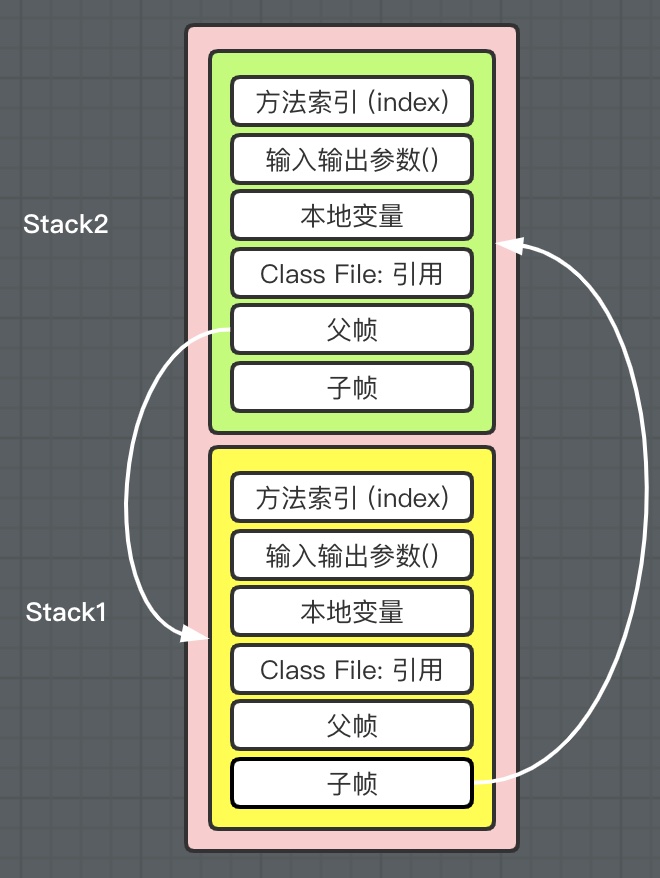 Stack2
方法索引 (index)
输入输出参数()
本地变量
Class File: 引用
父帧
子帧
Stack1
方法索引 (index)
输入输出参数()
本地变量
Class File: 引用
父帧
子帧